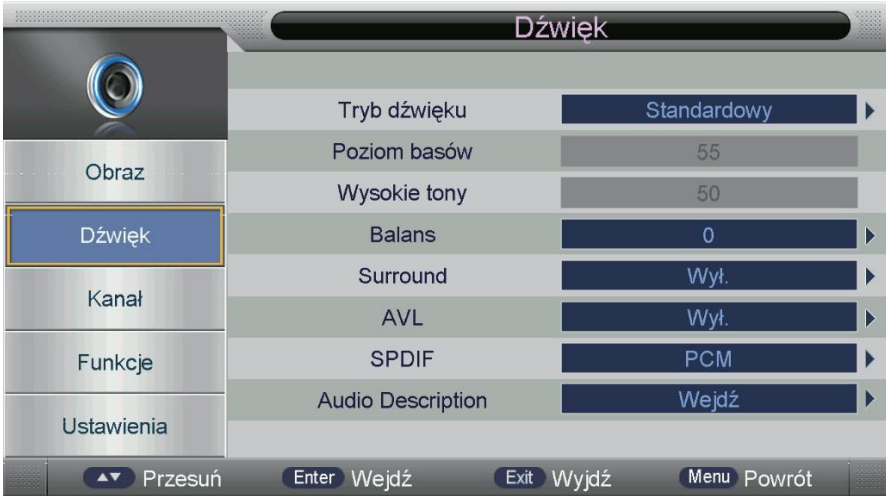 Dźwięk
Obraz
Dźwięk
Kanał
Funkcje
Ustawienia
Tryb dźwięku Standardowy
Poziom basów 55
Wysokie tony 50
Balans 0
Surround Wył.
AVL Wył.
SPDIF PCM
Audio Description Wejdź
Przesuń Enter Wejdź Exit Wyjdź Menu Powrót